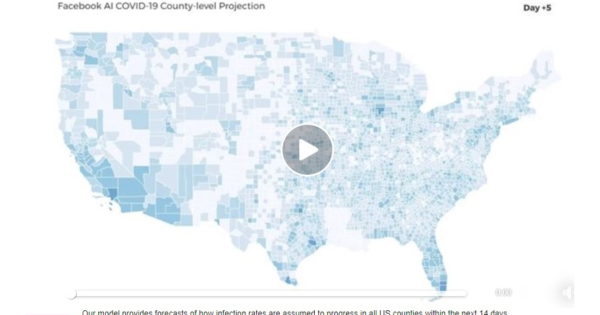 Facebook AI COVID-19 County-level Projection
Day +5
0:00
Our model provides forecasts of how infection rates are assumed to progress in all US counties within the next 14 days